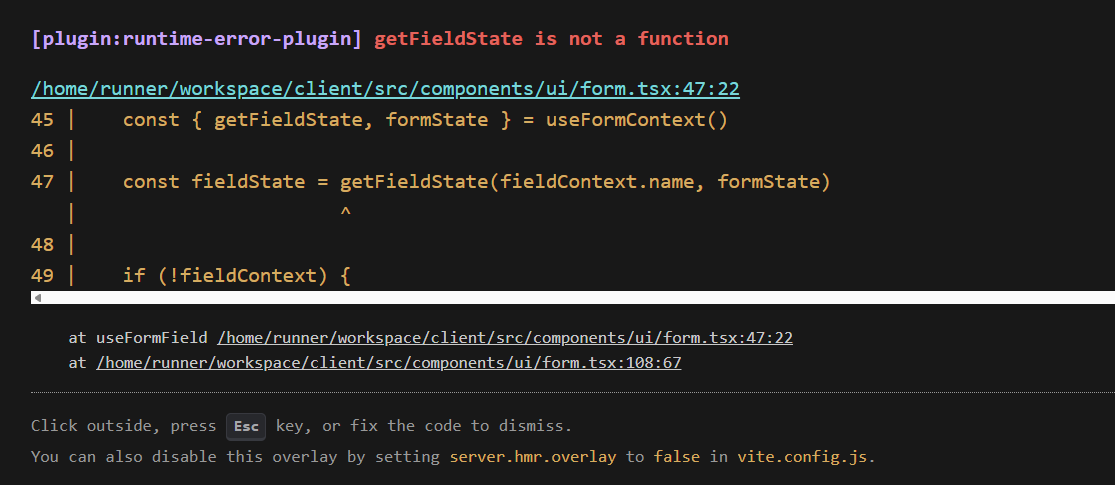 [plugin:runtime-error-plugin] getFieldState is not a function
/home/runner/workspace/client/src/components/ui/form.tsx:47:22
45 |    const { getFieldState, formState } = useFormContext()
46 |
47 |    const fieldState = getFieldState(fieldContext.name, formState)
   |                       ^
48 |
49 |    if (!fieldContext) {
at useFormField /home/runner/workspace/client/src/components/ui/form.tsx:47:22
at /home/runner/workspace/client/src/components/ui/form.tsx:108:67
Click outside, press Esc key, or fix the code to dismiss.
You can also disable this overlay by setting server.hmr.overlay to false in vite.config.js.